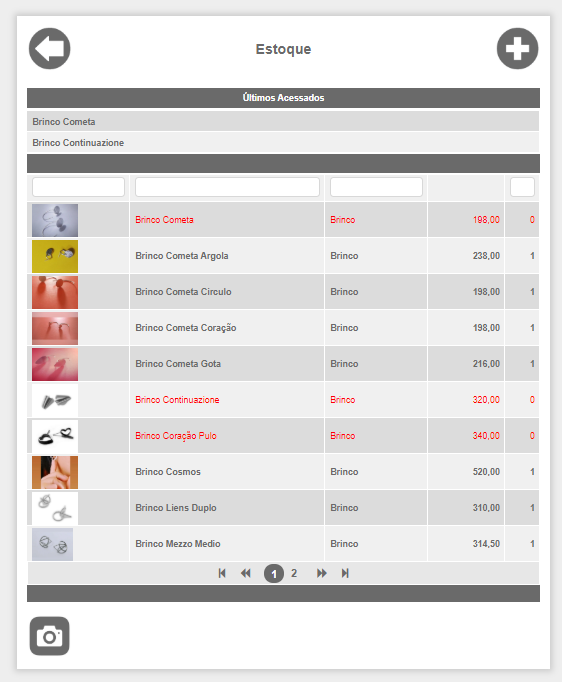 Estoque
Últimos Acessados
Brinco Cometa
Brinco Continuazione
Brinco Cometa Brinco 198,00 0
Brinco Cometa Argola Brinco 238,00 1
Brinco Cometa Circulo Brinco 198,00 1
Brinco Cometa Coração Brinco 198,00 1
Brinco Cometa Gota Brinco 216,00 1
Brinco Continuazione Brinco 320,00 0
Brinco Coração Pulo Brinco 340,00 0
Brinco Cosmos Brinco 520,00 1
Brinco Liens Duplo Brinco 310,00 1
Brinco Mezzo Medio Brinco 314,50 1
1 2